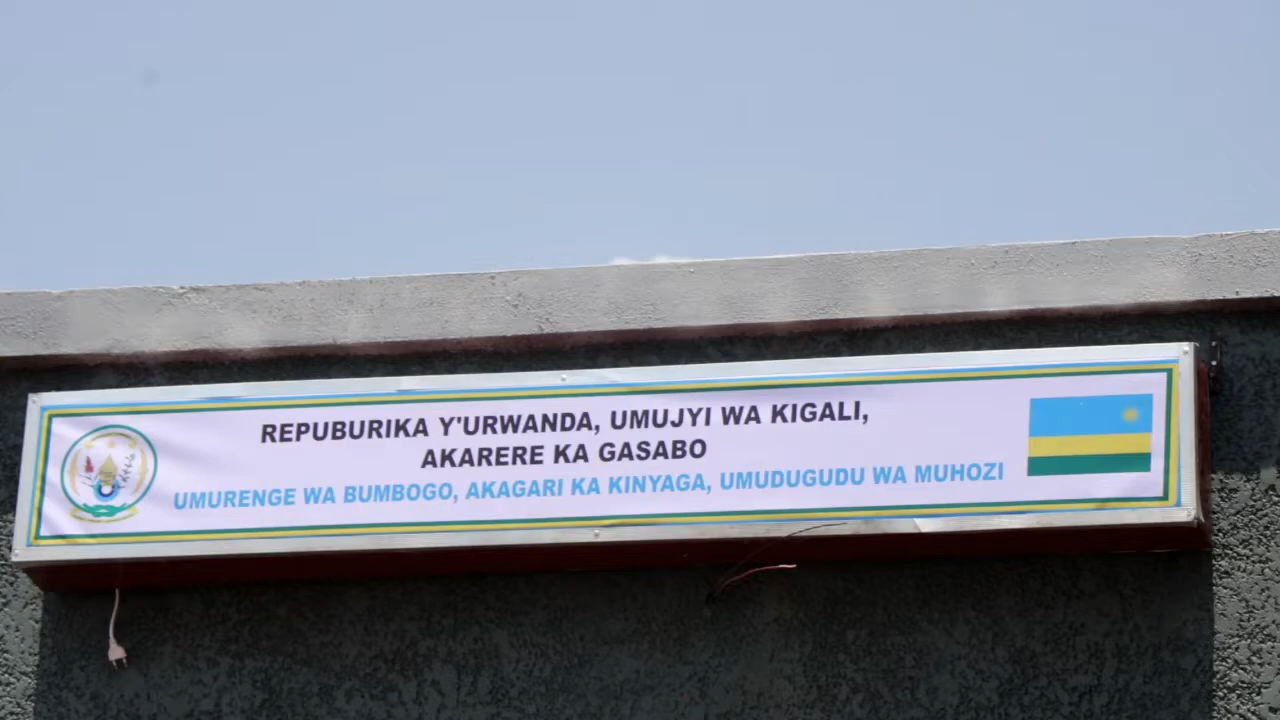 REPUBURIKA Y'URWANDA, UMUJYI WA KIGALI,
AKARERE KA GASABO
UMURENGE WA BUMBOGO, AKAGARI KA KINYAGA, UMUDUGUDU WA MUHOZI